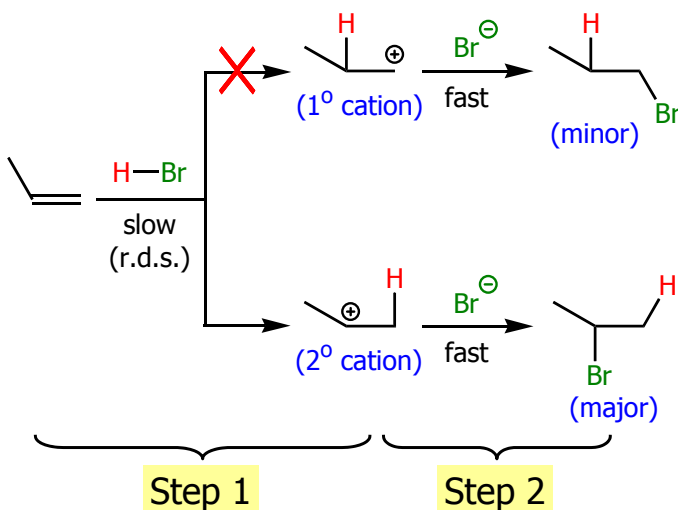 H
⊕
Br⊖
(1° cation)
fast
H
Br
(minor)
H—Br
slow
(r.d.s.)
H
⊕
Br⊖
(2° cation)
fast
H
Br
(major)
Step 1
Step 2